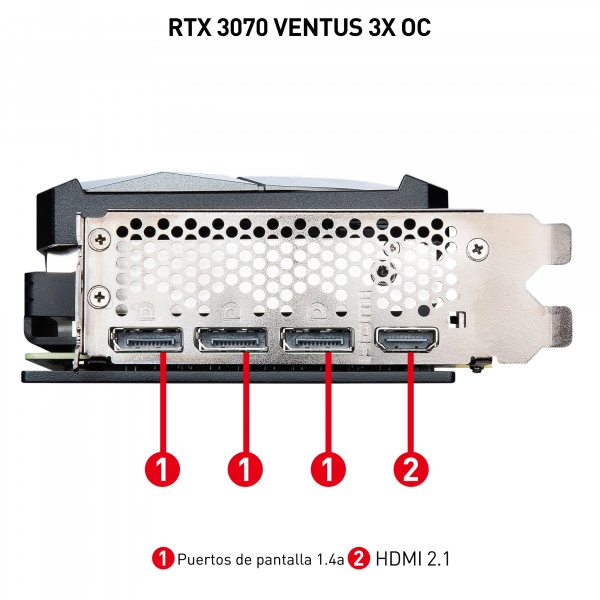 RTX 3070 VENTUS 3X OC
HDMI
1 1 1 2
1 Puertos de pantalla 1.4a 2 HDMI 2.1